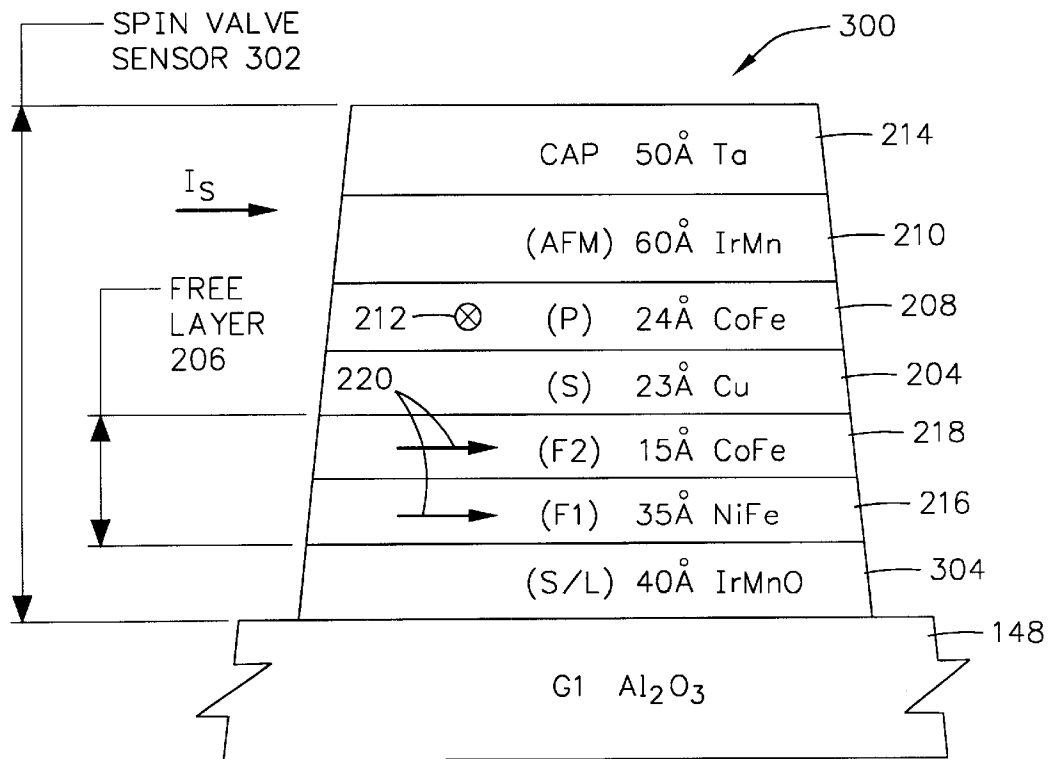 SPIN VALVE
SENSOR 302
300
CAP 50Å Ta
214
IS
(AFM) 60Å IrMn
210
FREE
LAYER
206
212
(P) 24Å CoFe
208
220
(S) 23Å Cu
204
(F2) 15Å CoFe
218
(F1) 35Å NiFe
216
(S/L) 40Å IrMnO
304
148
G1 Al₂O₃